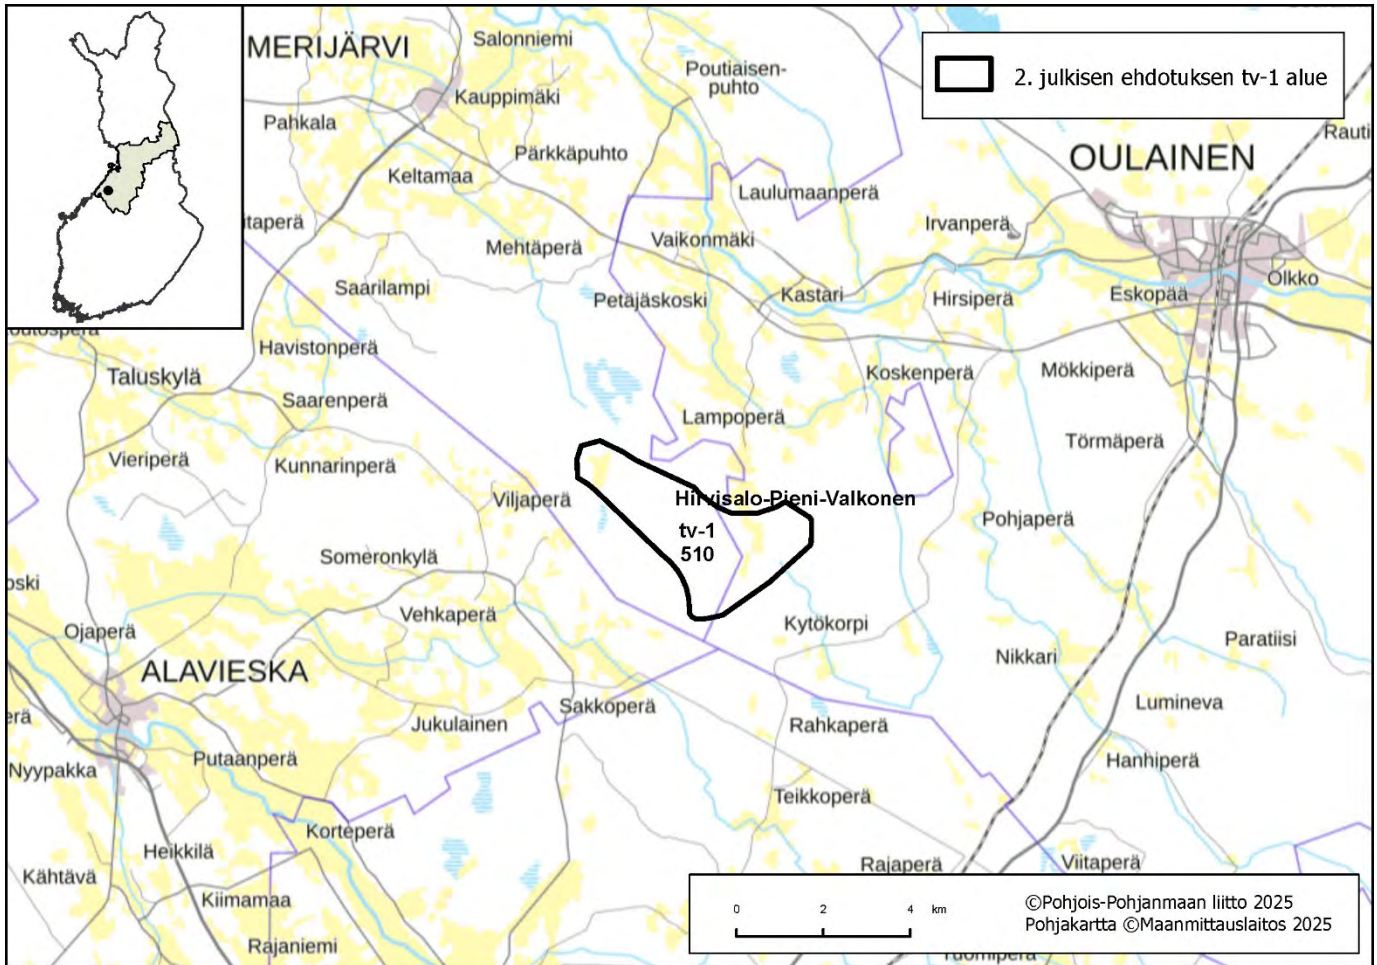 MERIJÄRVI
Salonniemi
Poutiaisen-
puhto
2. julkisen ehdotuksen tv-1 alue
Kauppimäki
Pahkala
Rauti
Pärkkäpuhto
OULAINEN
Keltamaa
Laulumaanperä
taperä
Irvanperä
Mehtäperä
Vaikonmäki
Saarilampi
Petäjäskoski
Kastari
Hirsiperä
Eskopää
Olkko
Havistonperä
Taluskylä
Koskenperä
Mökkiperä
Saarenperä
Lampoperä
Törmäperä
Vieriperä
Kunnarinperä
Viljaperä
Hirvisalo-Pieni-Valkonen
tv-1
510
Pohjaperä
Someronkylä
oski
Vehkaperä
Kytökorpi
Ojaperä
Nikkari
Paratiisi
ALAVIESKA
Sakkoperä
Lumineva
erä
Jukulainen
Rahkaperä
Nyypakka
Putaanperä
Hanhiperä
Teikkoperä
Korteperä
Heikkilä
Rajaperä
Viitaperä
Kähtävä
Kiimamaa
Rajaniemi
0 2 4 km
©Pohjois-Pohjanmaan liitto 2025
Pohjakartta ©Maanmittauslaitos 2025